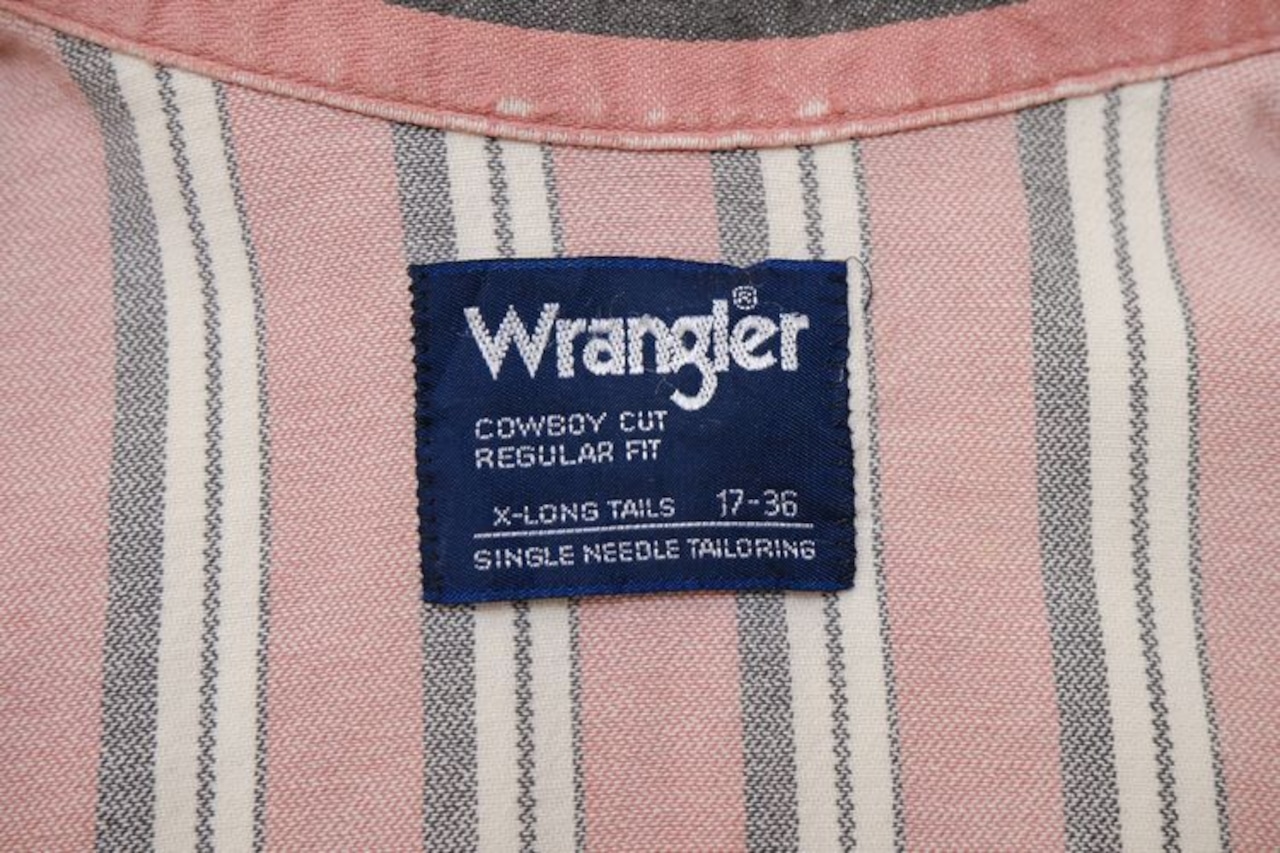 Wrangler®
COWBOY CUT
REGULAR FIT
X-LONG TAILS 17-36
SINGLE NEEDLE TAILORING